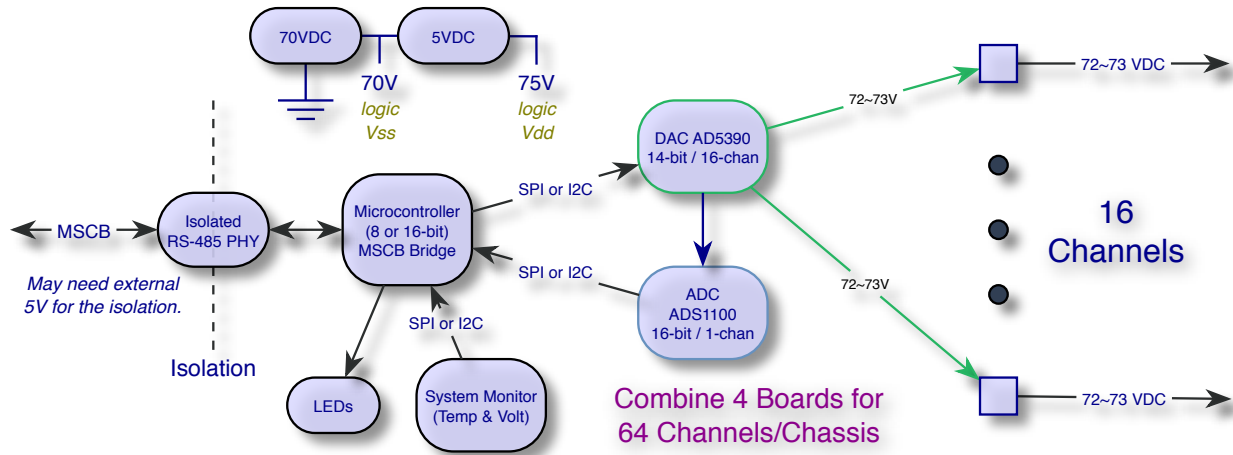 70VDC
5VDC
70V
logic
Vss
75V
logic
Vdd
72~73 VDC
72~73V
DAC AD5390
14-bit / 16-chan
SPI or I2C
MSCB
Isolated
RS-485 PHY
Microcontroller
(8 or 16-bit)
MSCB Bridge
16
Channels
May need external
5V for the isolation.
SPI or I2C
ADC
ADS1100
16-bit / 1-chan
72~73V
SPI or I2C
Isolation
LEDs
System Monitor
(Temp & Volt)
Combine 4 Boards for
64 Channels/Chassis
72~73 VDC